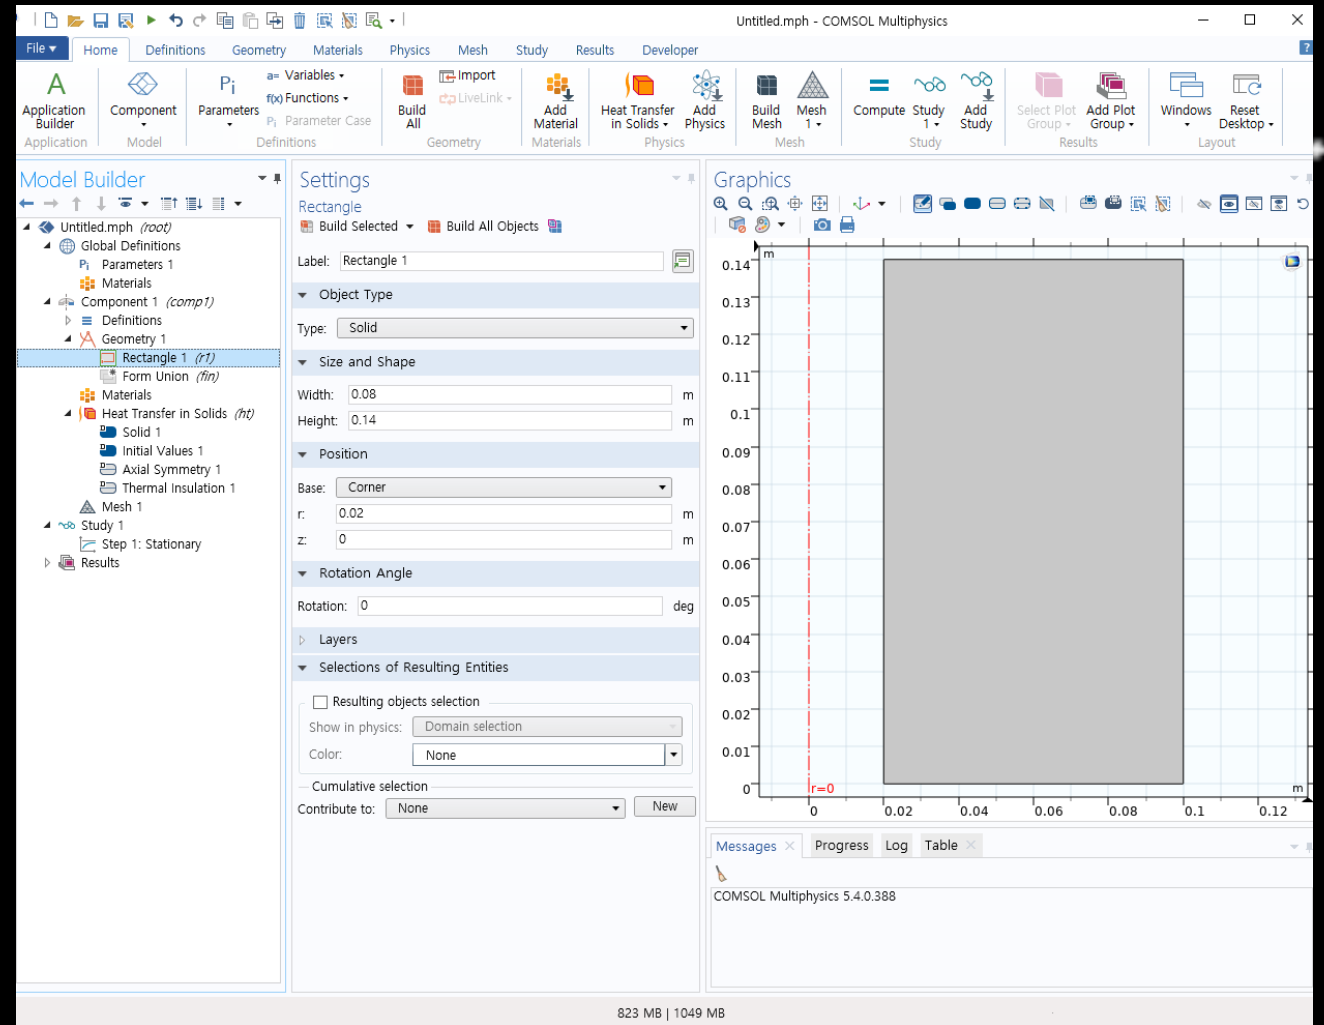 Untitled.mph - COMSOL Multiphysics
File Home Definitions Geometry Materials Physics Mesh Study Results Developer ?
A Application Builder
Component
Pi Parameters
a= Variables
f(x) Functions
Pi Parameter Case
Build All
Import
LiveLink
Add Material
Heat Transfer in Solids
Add Physics
Build Mesh
Mesh 1
Compute
Study 1
Add Study
Select Plot Group
Add Plot Group
Windows
Reset Desktop
Application Model Definitions Geometry Materials Physics Mesh Study Results Layout
Model Builder
Untitled.mph (root)
Global Definitions
Pi Parameters 1
Materials
Component 1 (comp1)
Definitions
Geometry 1
Rectangle 1 (r1)
Form Union (fin)
Materials
Heat Transfer in Solids (ht)
Solid 1
Initial Values 1
Axial Symmetry 1
Thermal Insulation 1
Mesh 1
Study 1
Step 1: Stationary
Results
Settings
Rectangle
Build Selected Build All Objects
Label: Rectangle 1
Object Type
Type: Solid
Size and Shape
Width: 0.08 m
Height: 0.14 m
Position
Base: Corner
r: 0.02 m
z: 0 m
Rotation Angle
Rotation: 0 deg
Layers
Selections of Resulting Entities
Resulting objects selection
Show in physics: Domain selection
Color: None
Cumulative selection
Contribute to: None New
Graphics
m
0.14
0.13
0.12
0.11
0.1
0.09
0.08
0.07
0.06
0.05
0.04
0.03
0.02
0.01
0
r=0
m
0 0.02 0.04 0.06 0.08 0.1 0.12
Messages Progress Log Table
COMSOL Multiphysics 5.4.0.388
823 MB | 1049 MB